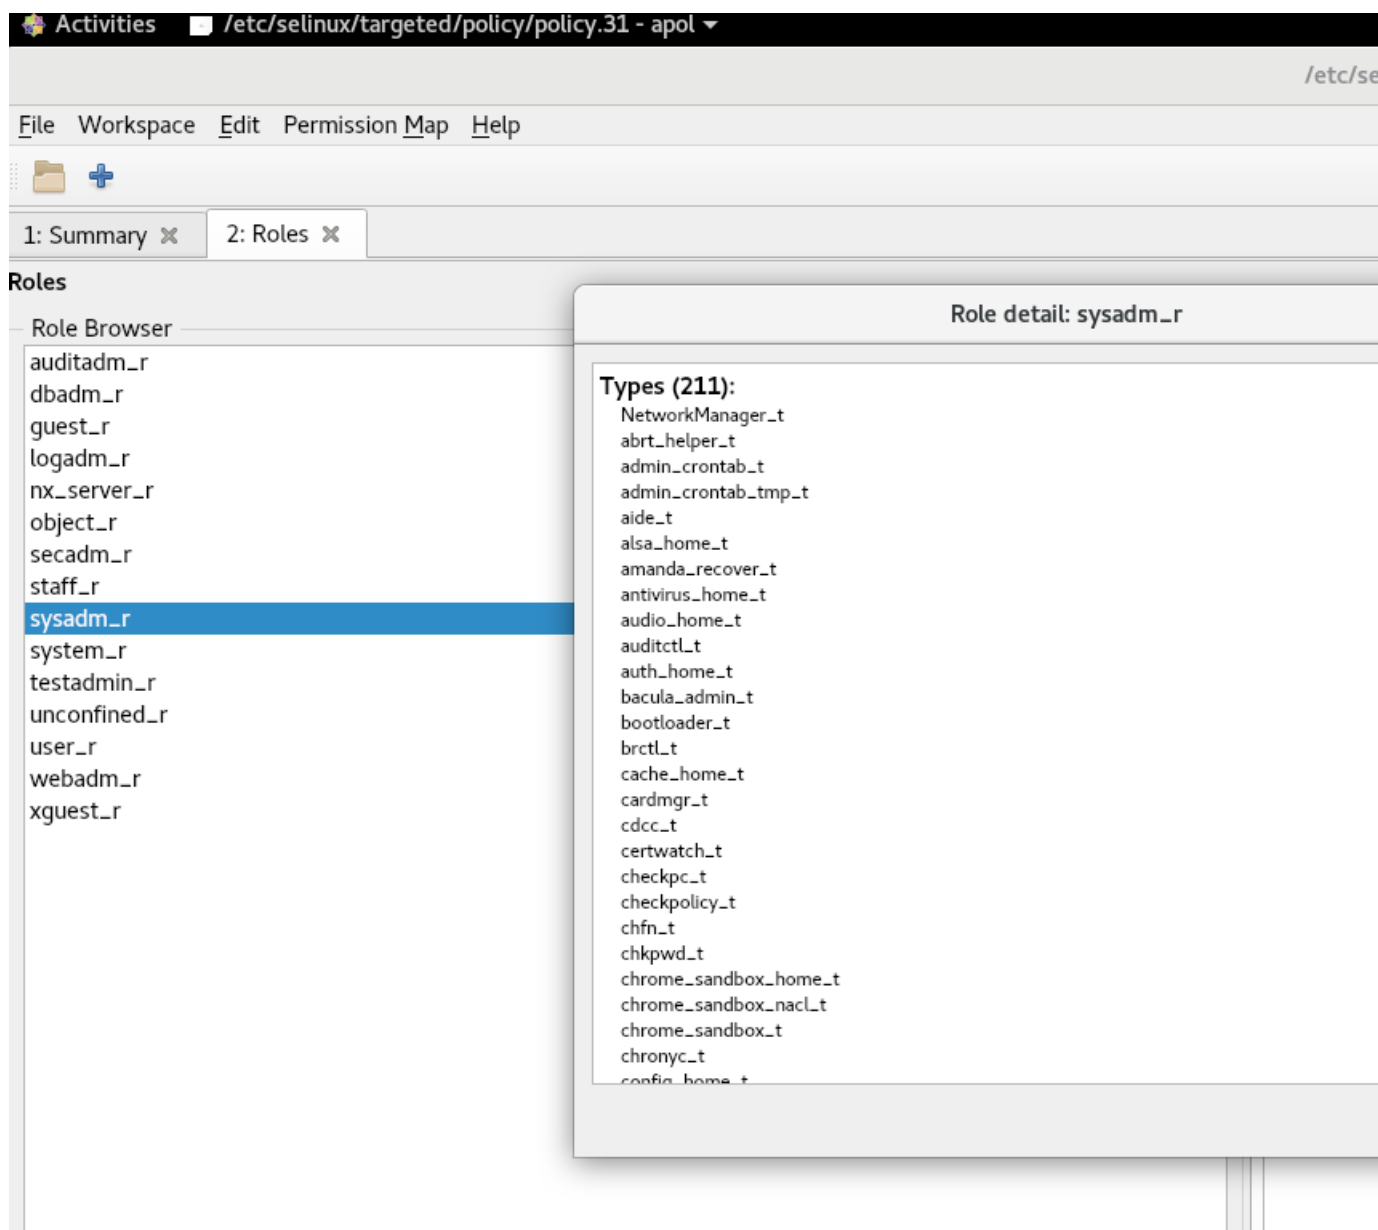 Activities /etc/selinux/targeted/policy/policy.31 - apol
/etc/se
File Workspace Edit Permission Map Help
1: Summary 2: Roles
Roles
Role Browser
auditadm_r
dbadm_r
guest_r
logadm_r
nx_server_r
object_r
secadm_r
staff_r
sysadm_r
system_r
testadmin_r
unconfined_r
user_r
webadm_r
xguest_r
Role detail: sysadm_r
Types (211):
NetworkManager_t
abrt_helper_t
admin_crontab_t
admin_crontab_tmp_t
aide_t
alsa_home_t
amanda_recover_t
antivirus_home_t
audio_home_t
auditctl_t
auth_home_t
bacula_admin_t
bootloader_t
brctl_t
cache_home_t
cardmgr_t
cdcc_t
certwatch_t
checkpc_t
checkpolicy_t
chfn_t
chkpwd_t
chrome_sandbox_home_t
chrome_sandbox_nacl_t
chrome_sandbox_t
chronyc_t
config_home_t